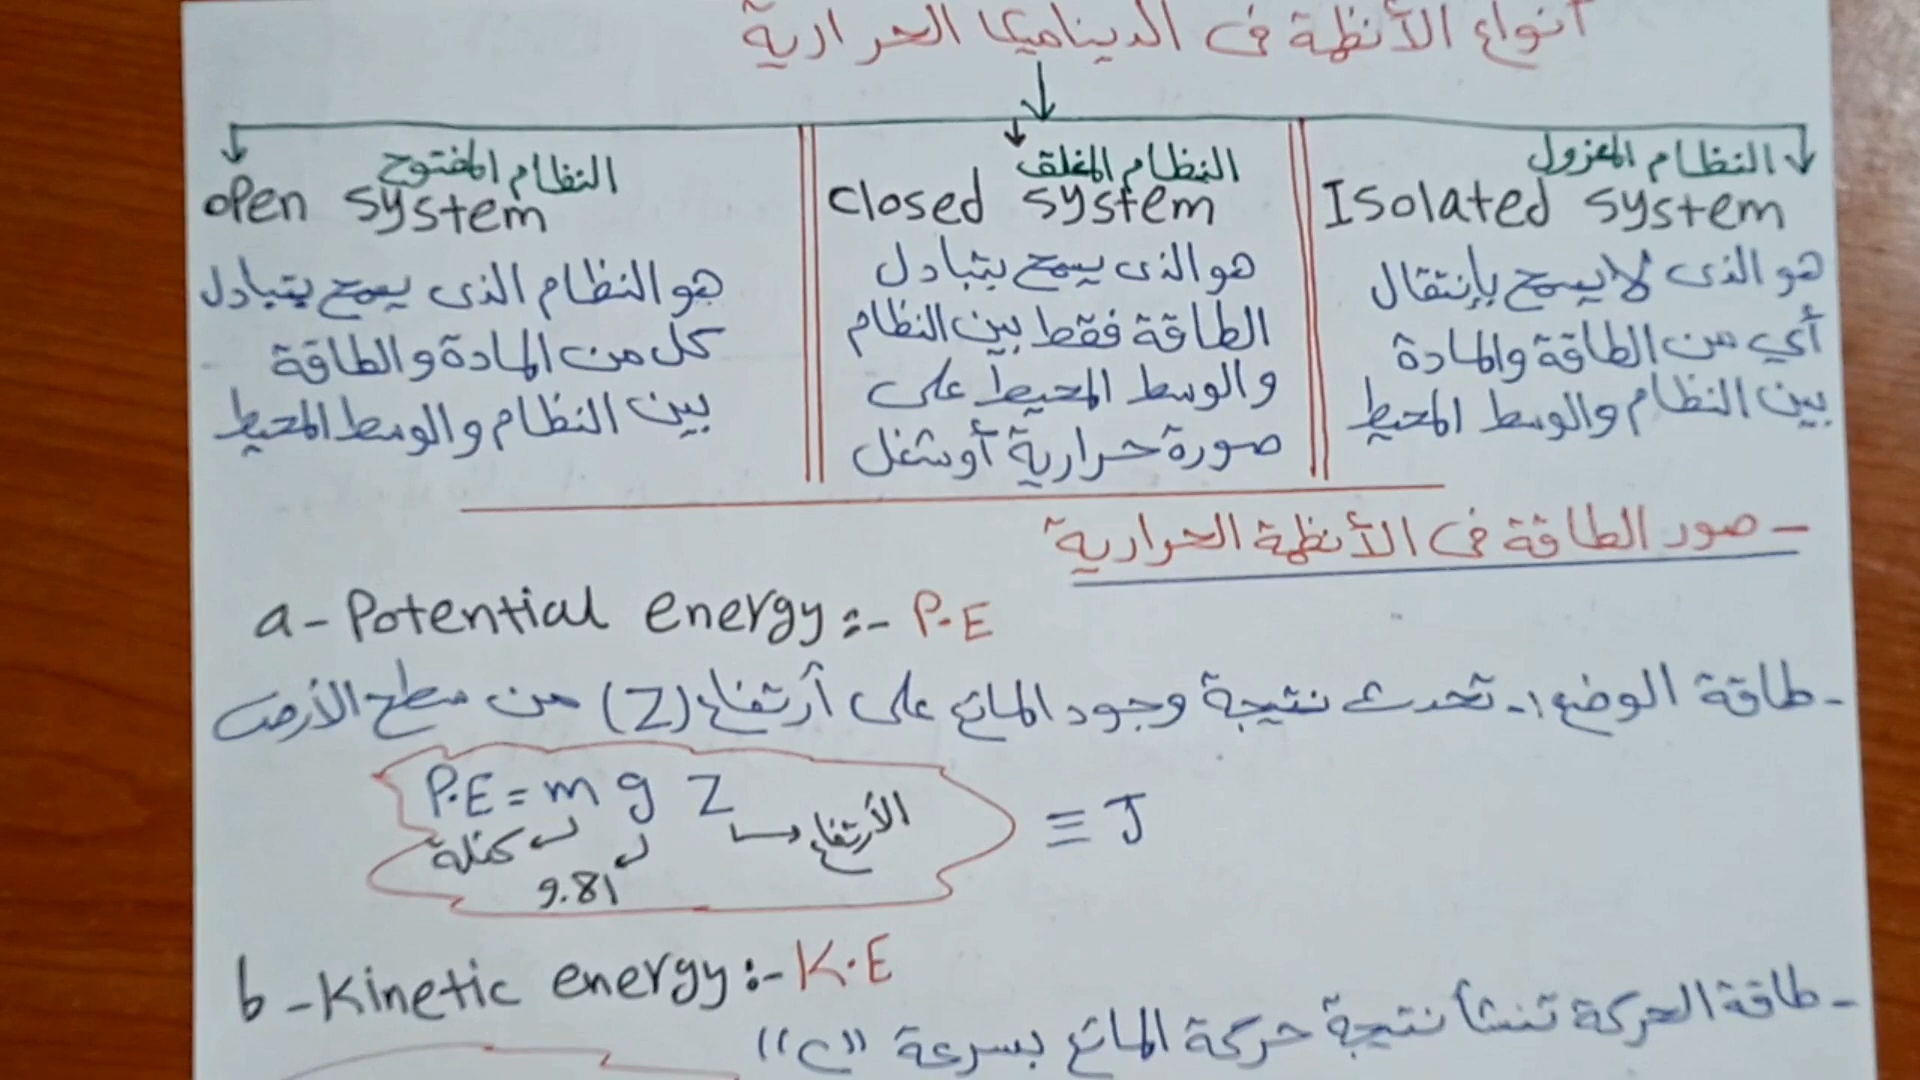 أنواع الأنظمة فى الديناميكا الحرارية
النظام المعزول
Isolated system
هو الذى لا يسمح بإنتقال
أي من الطاقة والمادة
بين النظام والوسط المحيط
النظام المغلق
closed system
هو الذى يسمح بتبادل
الطاقة فقط بين النظام
والوسط المحيط على
صورة حرارية أو شغل
النظام المفتوح
open system
هو النظام الذى يسمح بتبادل
كل من المادة والطاقة
بين النظام والوسط المحيط
- صور الطاقة فى الأنظمة الحرارية
a- Potential energy:- P.E
- طاقة الوضع :- تحدث نتيجة وجود المائع على أرتفاع (Z) من سطح الأرض
P.E = m g Z ≡ J
كتلة
الأرتفاع
9.81
b- Kinetic energy:- K.E
- طاقة الحركة تنشأ نتيجة حركة المائع بسرعة "C"